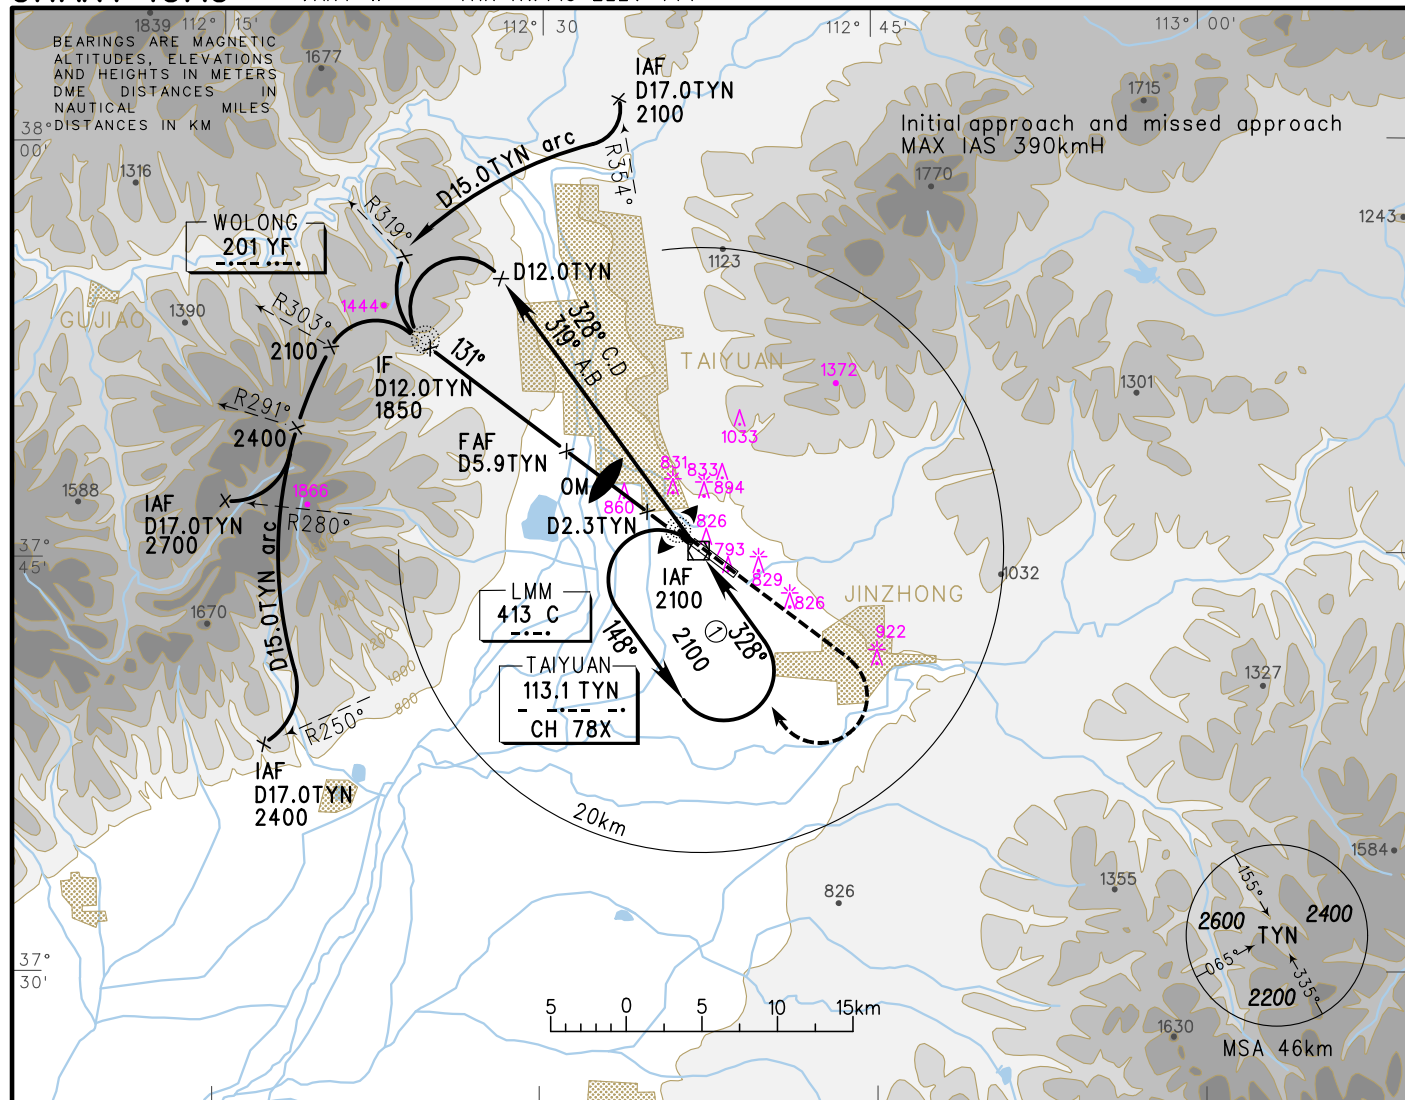 1839
112° 15'
112° 30'
112° 45'
113° 00'
BEARINGS ARE MAGNETIC
ALTITUDES, ELEVATIONS
AND HEIGHTS IN METERS
DME DISTANCES IN
NAUTICAL MILES
DISTANCES IN KM
1677
IAF
D17.0TYN
2100
1715
Initial approach and missed approach
MAX IAS 390kmH
38°
00'
1316
D15.0TYN arc
R354°
1770
1243
WOLONG
201 YF
R319°
1123
D12.0TYN
GUJIAO
1390
R303°
1444
2100
328° C.D
319° A.B
131°
TAIYUAN
IF
D12.0TYN
1850
1372
1301
R291°
2400
1033
FAF
D5.9TYN
OM
831
833
894
860
1588
IAF
D17.0TYN
2700
1866
R280°
D2.3TYN
826
793
829
826
37°
45'
IAF
2100
1032
JINZHONG
LMM
413 C
1670
D15.0TYN arc
148°
2100
1
328°
922
TAIYUAN
113.1 TYN
CH 78X
1400
1200
1000
800
R250°
1327
IAF
D17.0TYN
2400
20km
1584
826
1355
155°
2600
2400
TYN
065°
335°
2200
37°
30'
5 0 5 10 15km
1630
MSA 46km